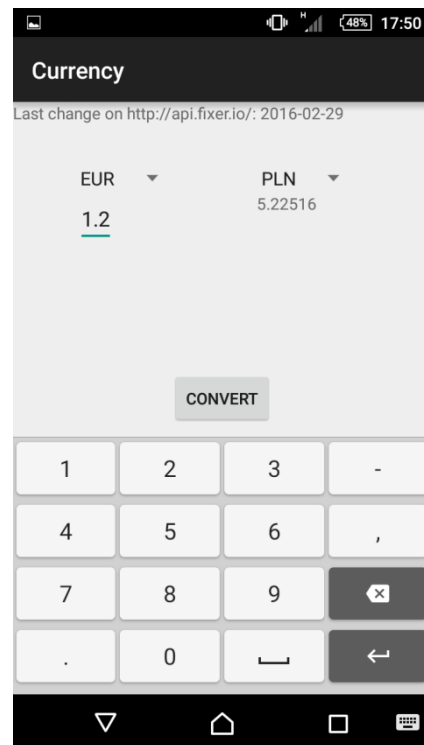 H 48% 17:50
Currency
Last change on http://api.fixer.io/: 2016-02-29
EUR PLN
1.2 5.22516
CONVERT
1 2 3 -
4 5 6 ,
7 8 9
. 0